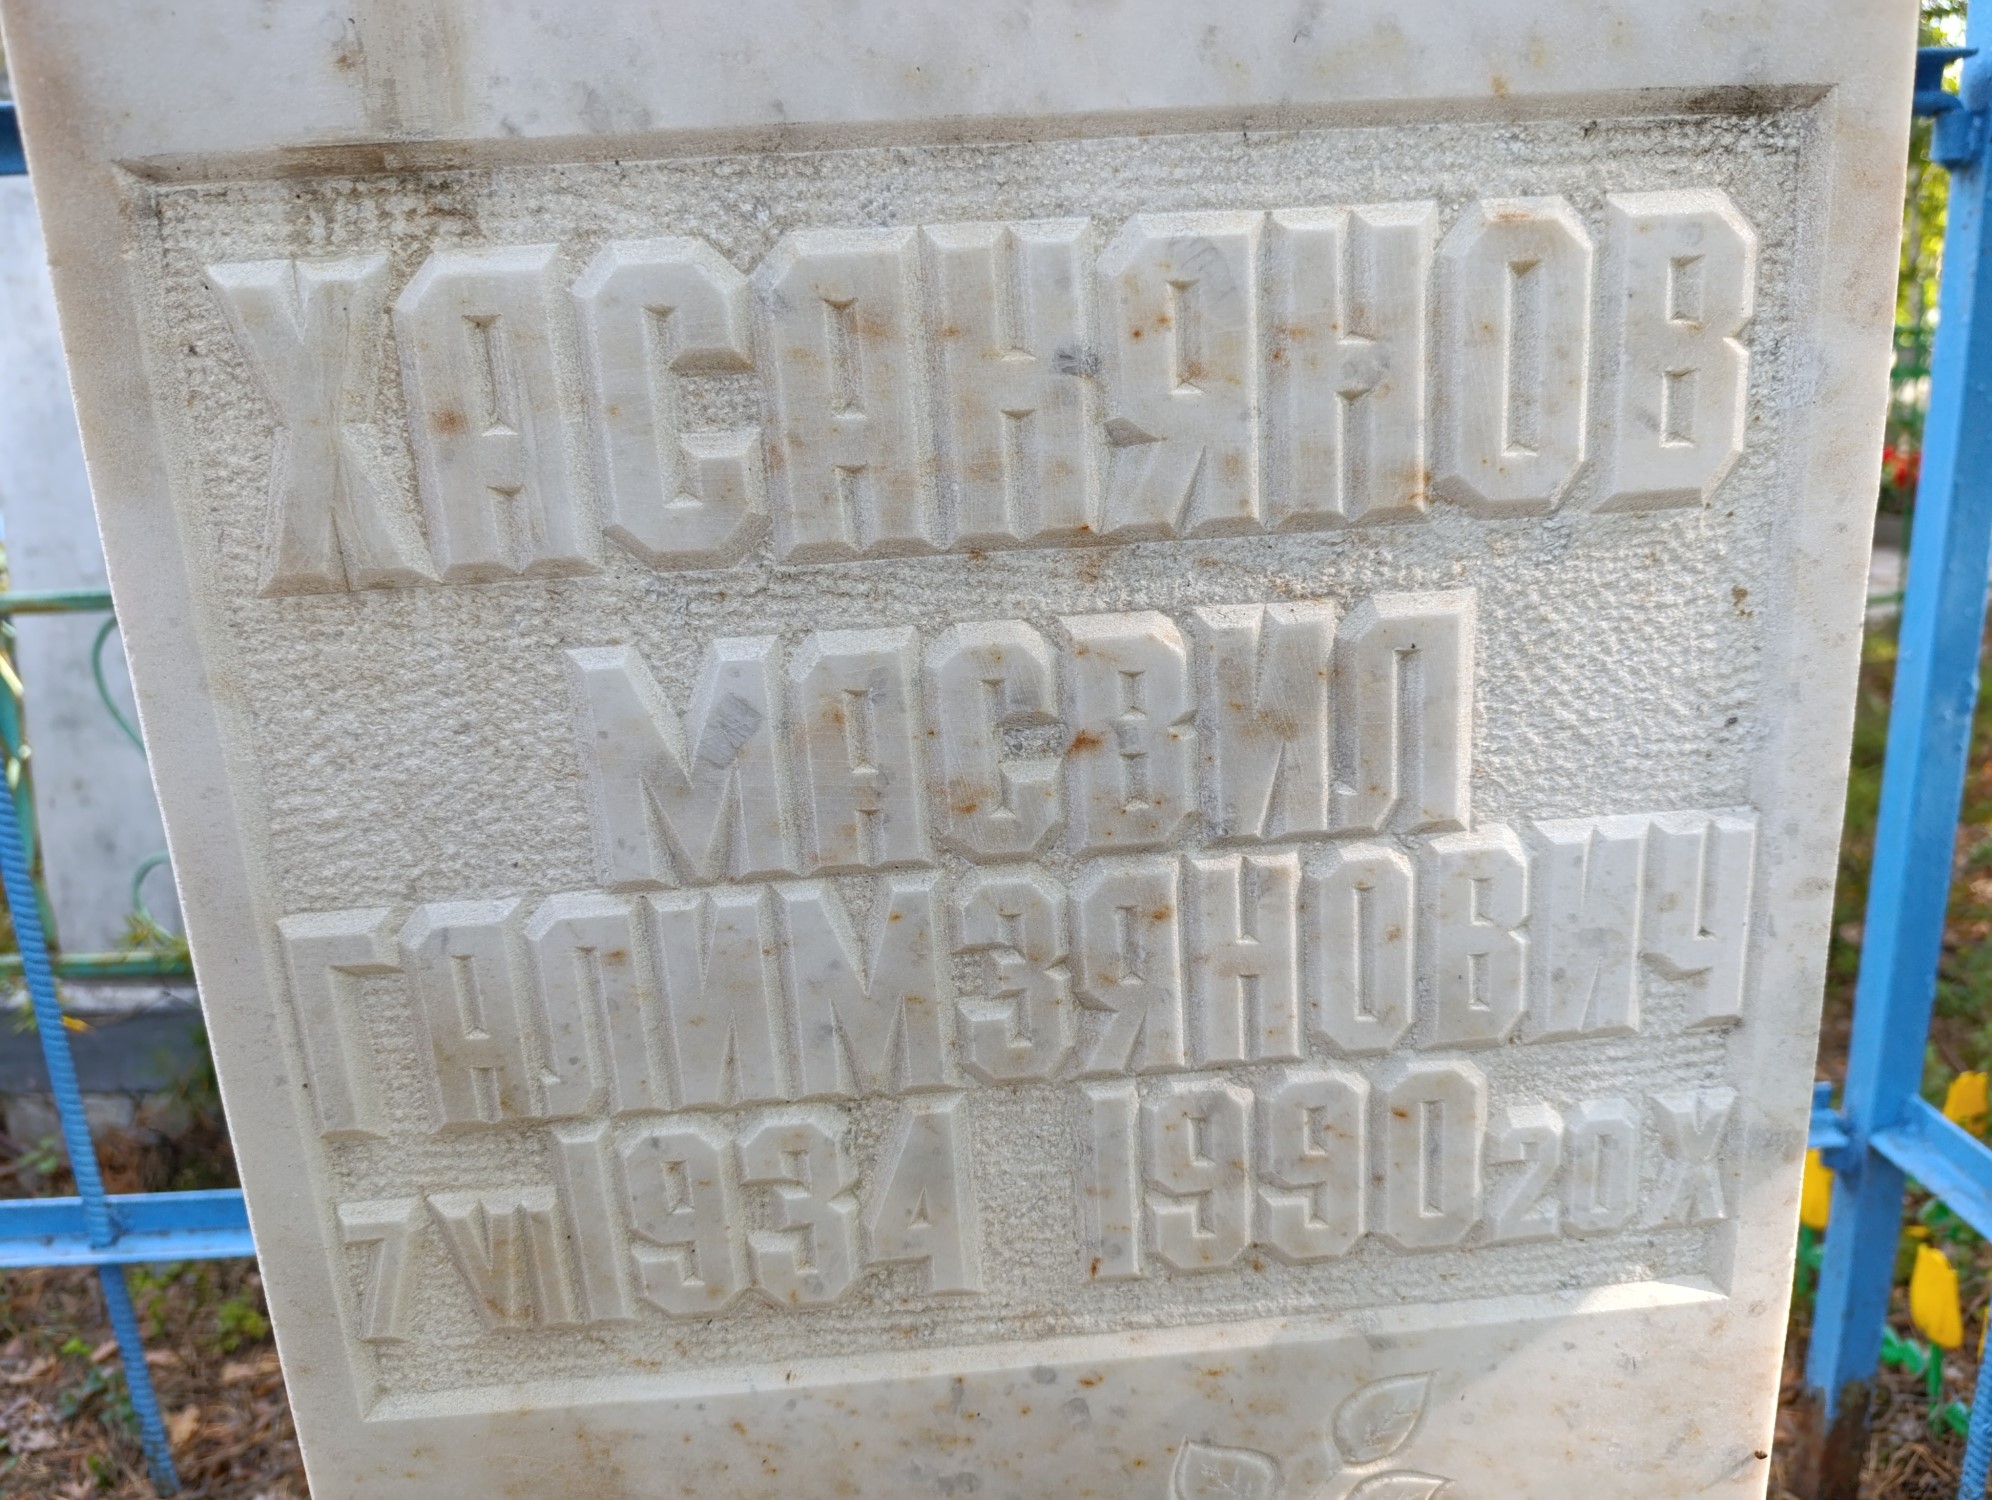 ХАСАНЯНОВ
МАСВИЛ
ГАЛИМЗЯНОВИЧ
7 VI 1934 1990 20 X